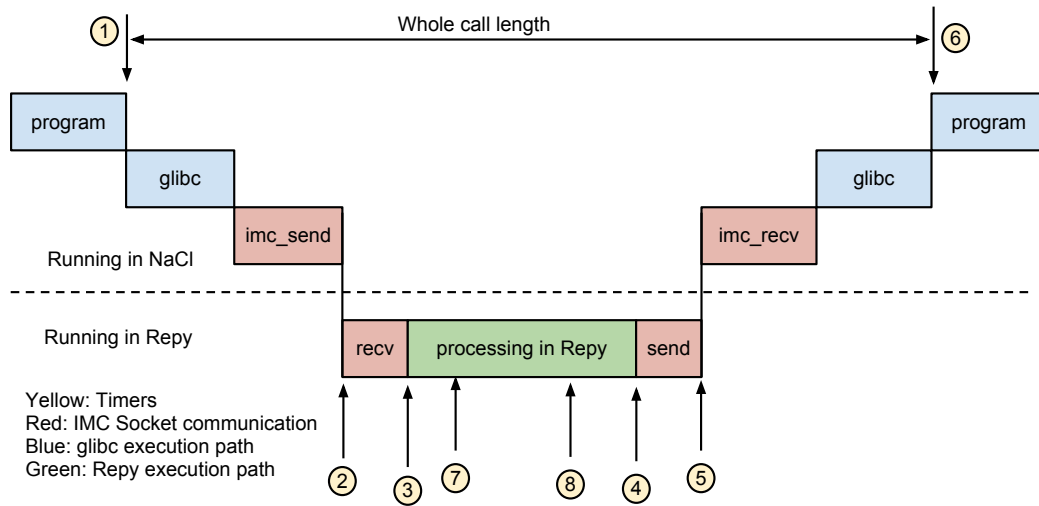 Whole call length
1
6
program
program
glibc
glibc
imc_send
imc_recv
Running in NaCl
Running in Repy
recv
processing in Repy
send
Yellow: Timers
Red: IMC Socket communication
Blue: glibc execution path
Green: Repy execution path
2
3
7
8
4
5